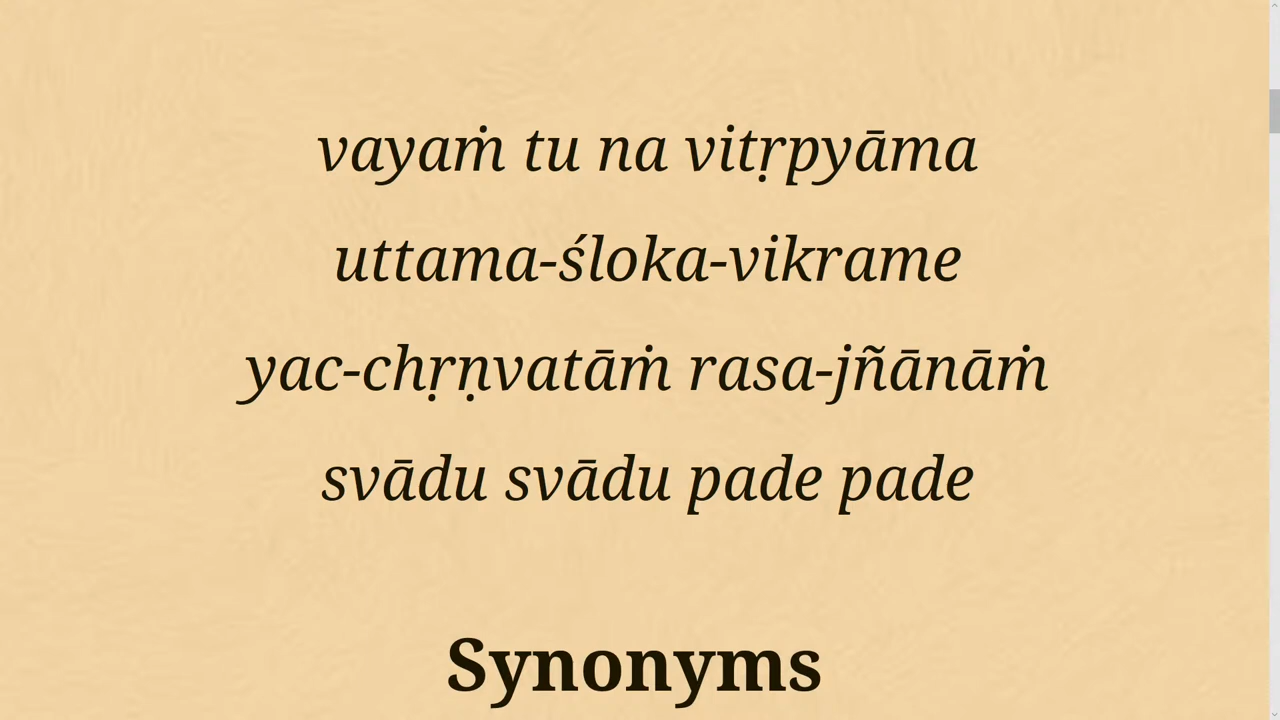 vayaṁ tu na vitṛpyāma
uttama-śloka-vikrame
yac-chṛṇvatāṁ rasa-jñānāṁ
svādu svādu pade pade
Synonyms